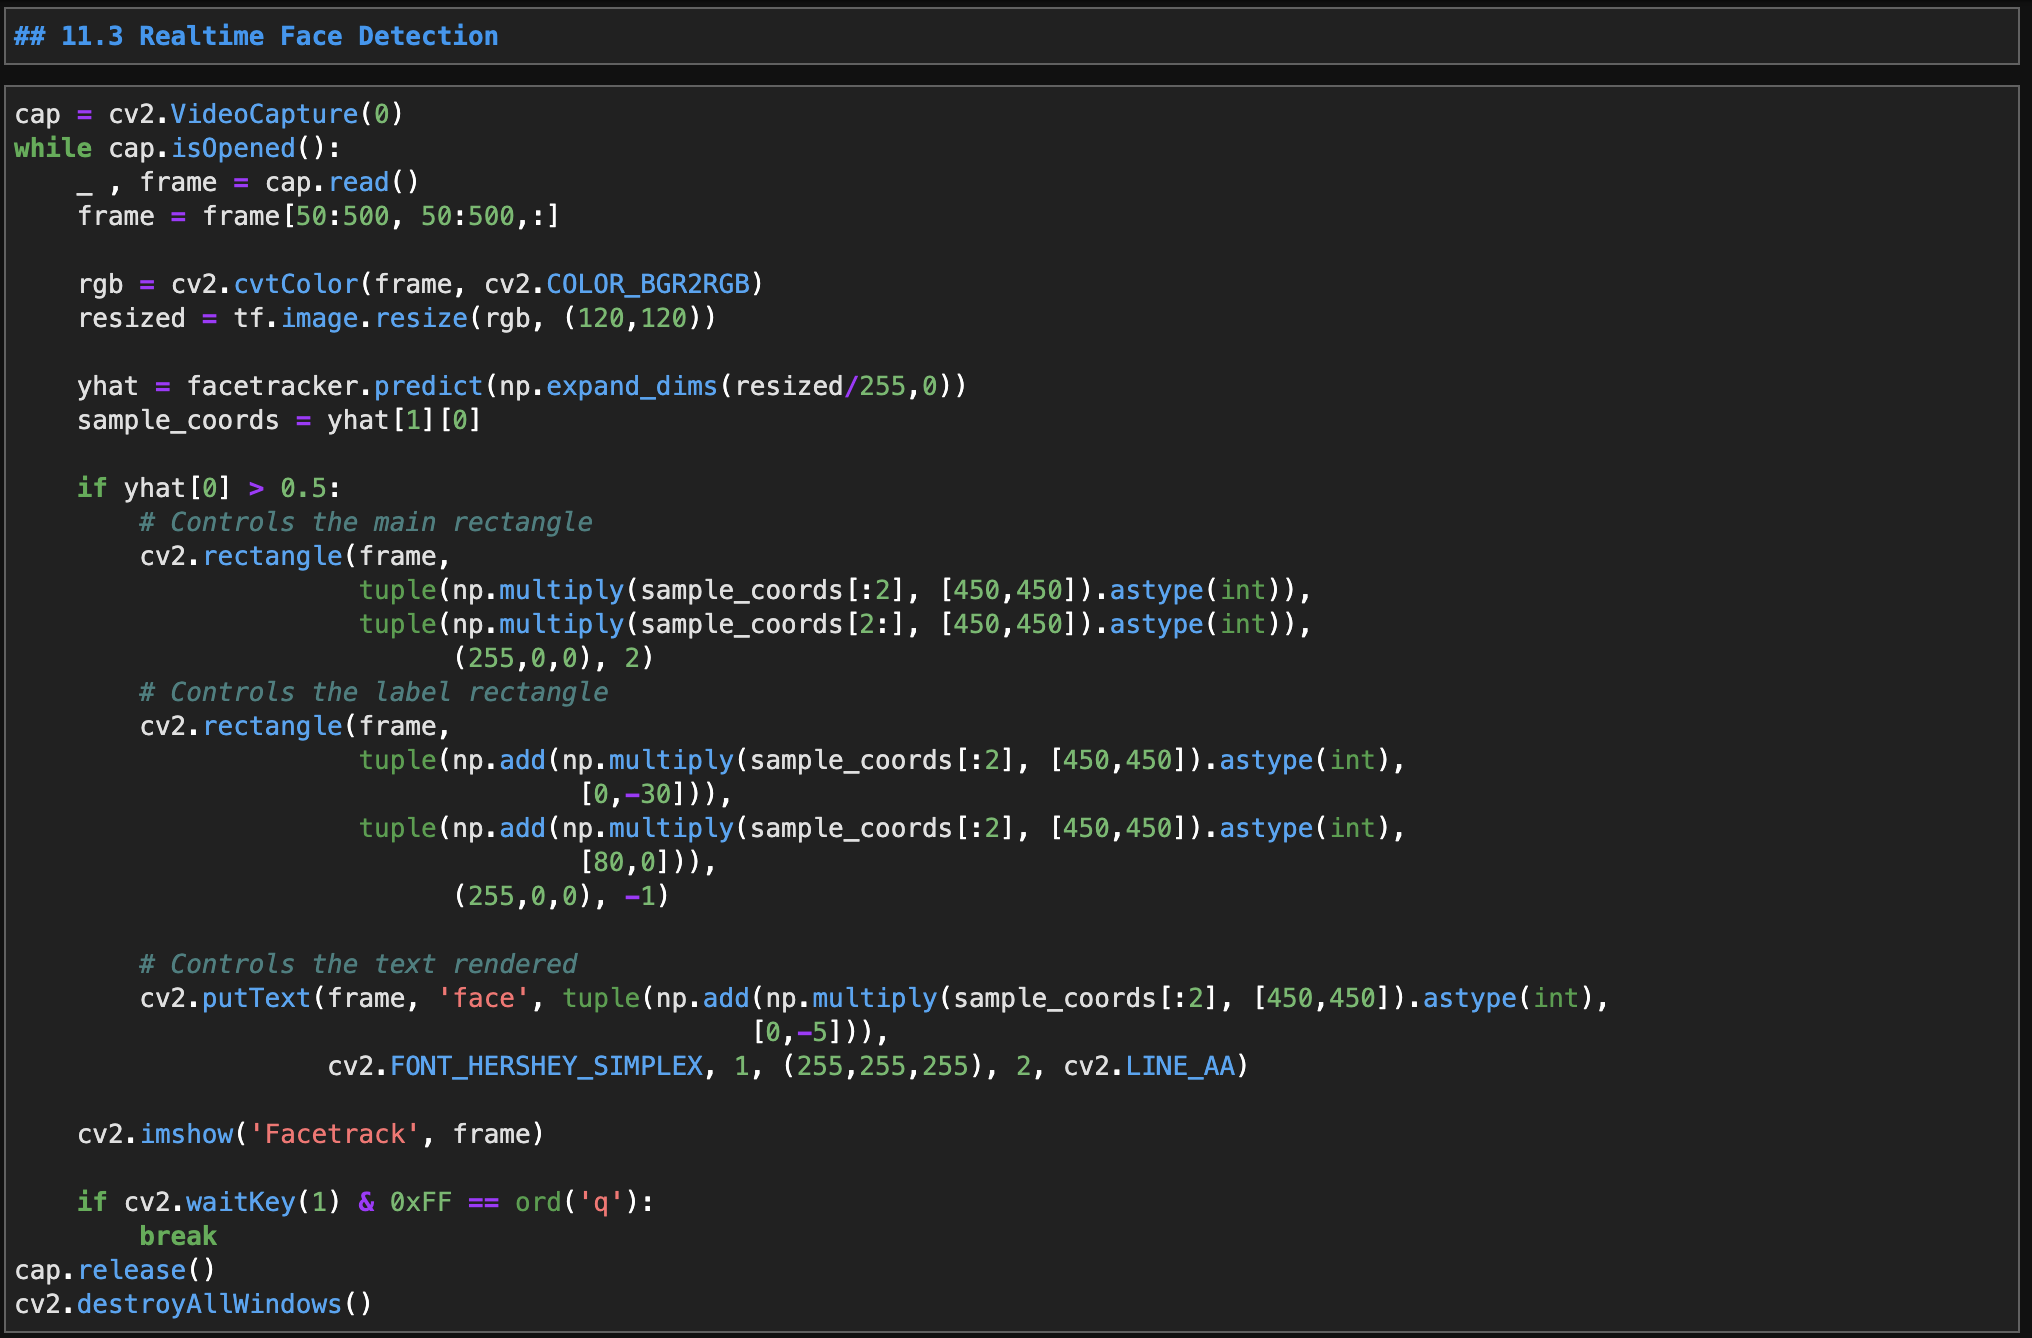 ## 11.3 Realtime Face Detection
cap = cv2.VideoCapture(0)
while cap.isOpened():
    _ , frame = cap.read()
    frame = frame[50:500, 50:500,:]

    rgb = cv2.cvtColor(frame, cv2.COLOR_BGR2RGB)
    resized = tf.image.resize(rgb, (120,120))

    yhat = facetracker.predict(np.expand_dims(resized/255,0))
    sample_coords = yhat[1][0]

    if yhat[0] > 0.5:
        # Controls the main rectangle
        cv2.rectangle(frame,
                      tuple(np.multiply(sample_coords[:2], [450,450]).astype(int)),
                      tuple(np.multiply(sample_coords[2:], [450,450]).astype(int)),
                            (255,0,0), 2)
        # Controls the label rectangle
        cv2.rectangle(frame,
                      tuple(np.add(np.multiply(sample_coords[:2], [450,450]).astype(int),
                                    [0,-30])),
                      tuple(np.add(np.multiply(sample_coords[:2], [450,450]).astype(int),
                                    [80,0])),
                            (255,0,0), -1)

        # Controls the text rendered
        cv2.putText(frame, 'face', tuple(np.add(np.multiply(sample_coords[:2], [450,450]).astype(int),
                                               [0,-5])),
                    cv2.FONT_HERSHEY_SIMPLEX, 1, (255,255,255), 2, cv2.LINE_AA)

    cv2.imshow('Facetrack', frame)

    if cv2.waitKey(1) & 0xFF == ord('q'):
        break
cap.release()
cv2.destroyAllWindows()